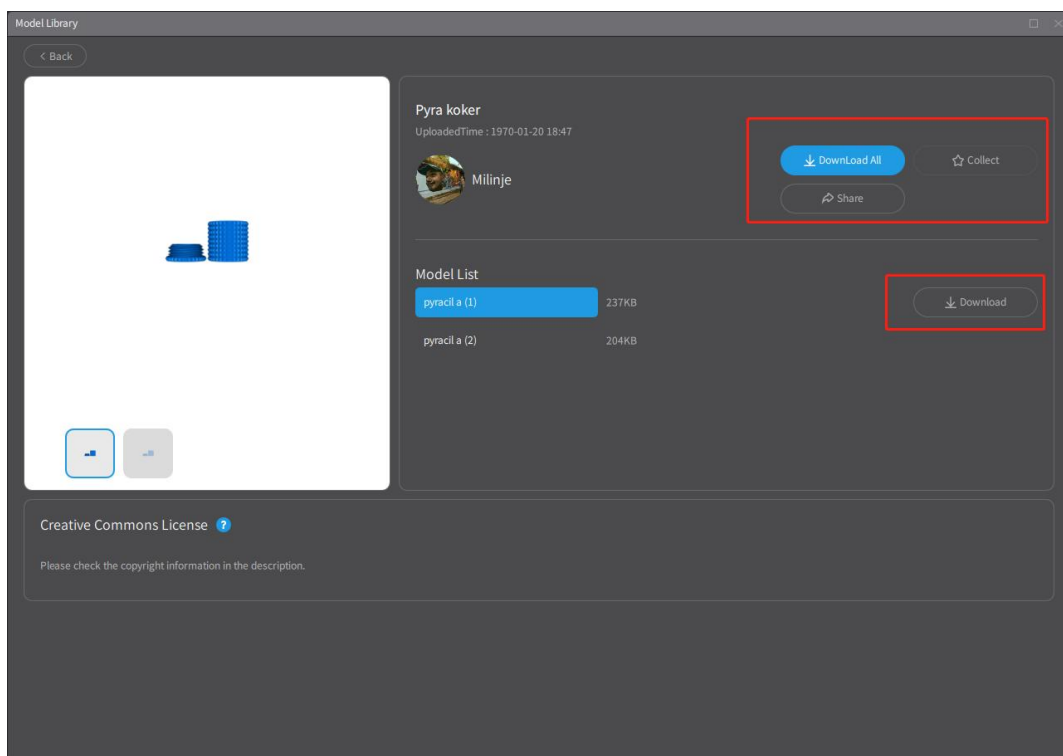 Model Library
< Back
Pyra koker
UploadedTime : 1970-01-20 18:47
Milinje
DownLoad All
Collect
Share
Model List
pyracil a (1) 237KB Download
pyracil a (2) 204KB
Creative Commons License ?
Please check the copyright information in the description.